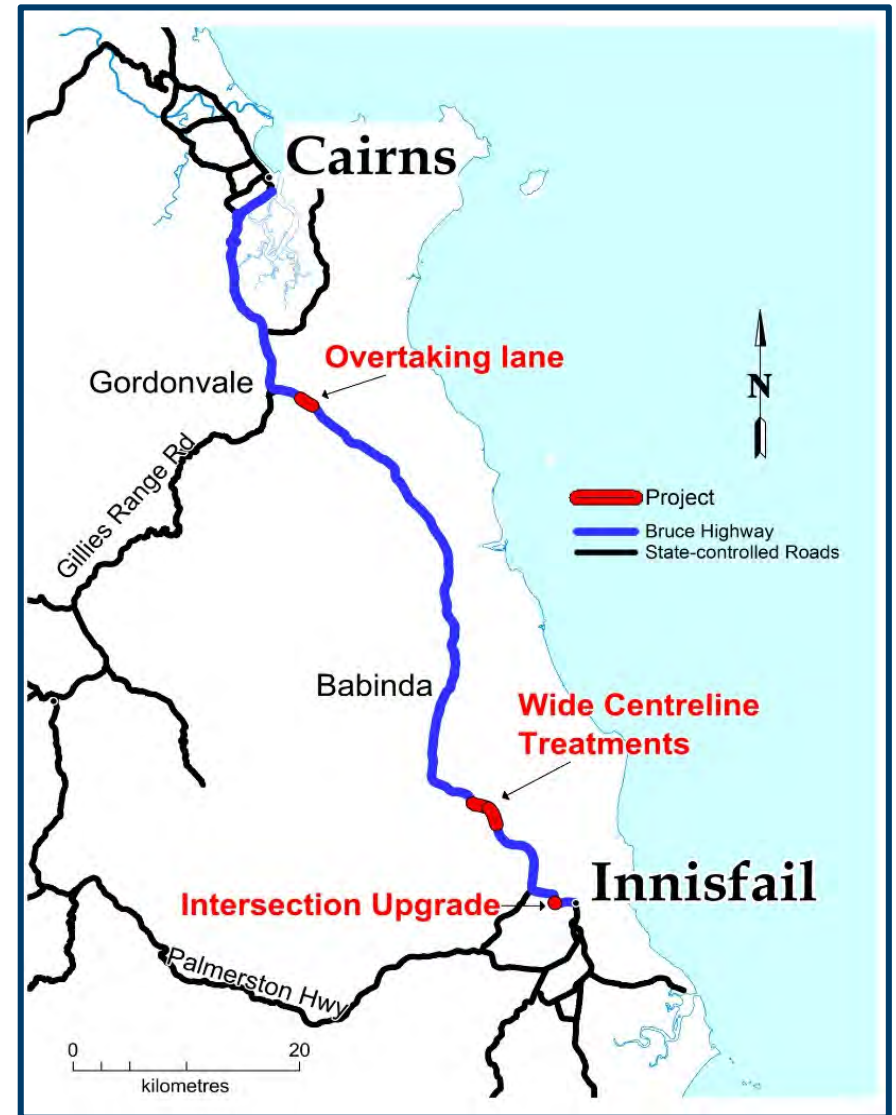 Cairns
Overtaking lane
Gordonvale
N
Gillies Range Rd
Project
Bruce Highway
State-controlled Roads
Babinda
Wide Centreline
Treatments
Innisfail
Intersection Upgrade
Palmerston Hwy
0 20
kilometres